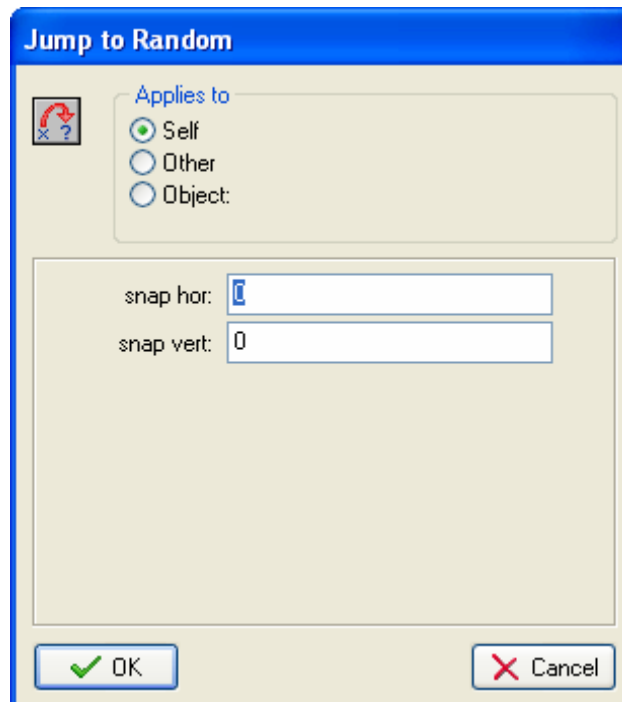 Jump to Random
Applies to
x ?
Self
Other
Object:
snap hor: 0
snap vert: 0
OK
Cancel